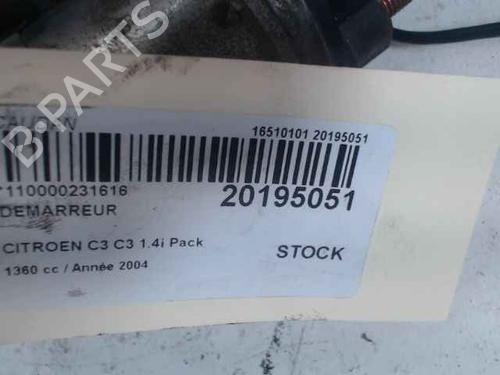 16510101 20195051
*110000231616
20195051
DEMARREUR
CITROEN C3 C3 1.4i Pack
STOCK
1360 cc / Année 2004
B-PARTS